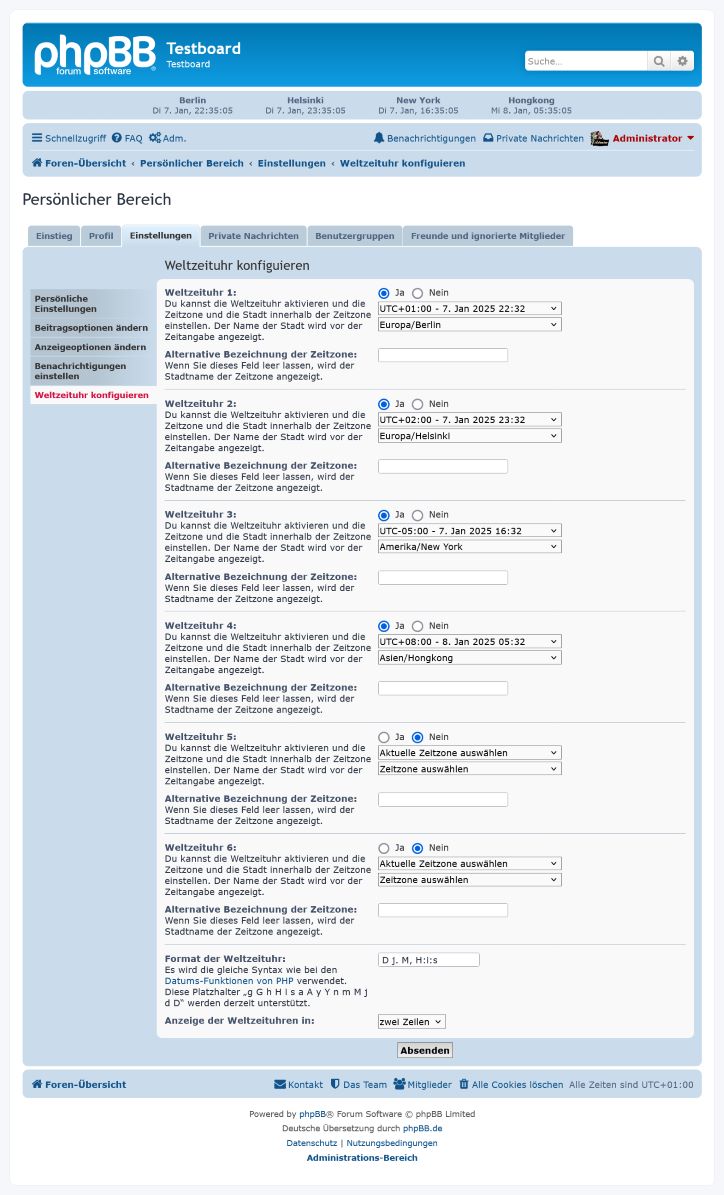 phpBB®
forum software
Testboard
Testboard
Suche…
Berlin
Di 7. Jan, 22:35:05
Helsinki
Di 7. Jan, 23:35:05
New York
Di 7. Jan, 16:35:05
Hongkong
Mi 8. Jan, 05:35:05
Schnellzugriff FAQ Adm. Benachrichtigungen Private Nachrichten Administrator
Foren-Übersicht ‹ Persönlicher Bereich ‹ Einstellungen ‹ Weltzeituhr konfiguieren
Persönlicher Bereich
Einstieg Profil Einstellungen Private Nachrichten Benutzergruppen Freunde und ignorierte Mitglieder
Persönliche
Einstellungen
Beitragsoptionen ändern
Anzeigeoptionen ändern
Benachrichtigungen
einstellen
Weltzeituhr konfiguieren
Weltzeituhr konfiguieren
Weltzeituhr 1: Ja Nein
Du kannst die Weltzeituhr aktivieren und die
Zeitzone und die Stadt innerhalb der Zeitzone
einstellen. Der Name der Stadt wird vor der
Zeitangabe angezeigt.
UTC+01:00 - 7. Jan 2025 22:32
Europa/Berlin
Alternative Bezeichnung der Zeitzone:
Wenn Sie dieses Feld leer lassen, wird der
Stadtname der Zeitzone angezeigt.
Weltzeituhr 2: Ja Nein
Du kannst die Weltzeituhr aktivieren und die
Zeitzone und die Stadt innerhalb der Zeitzone
einstellen. Der Name der Stadt wird vor der
Zeitangabe angezeigt.
UTC+02:00 - 7. Jan 2025 23:32
Europa/Helsinki
Alternative Bezeichnung der Zeitzone:
Wenn Sie dieses Feld leer lassen, wird der
Stadtname der Zeitzone angezeigt.
Weltzeituhr 3: Ja Nein
Du kannst die Weltzeituhr aktivieren und die
Zeitzone und die Stadt innerhalb der Zeitzone
einstellen. Der Name der Stadt wird vor der
Zeitangabe angezeigt.
UTC-05:00 - 7. Jan 2025 16:32
Amerika/New York
Alternative Bezeichnung der Zeitzone:
Wenn Sie dieses Feld leer lassen, wird der
Stadtname der Zeitzone angezeigt.
Weltzeituhr 4: Ja Nein
Du kannst die Weltzeituhr aktivieren und die
Zeitzone und die Stadt innerhalb der Zeitzone
einstellen. Der Name der Stadt wird vor der
Zeitangabe angezeigt.
UTC+08:00 - 8. Jan 2025 05:32
Asien/Hongkong
Alternative Bezeichnung der Zeitzone:
Wenn Sie dieses Feld leer lassen, wird der
Stadtname der Zeitzone angezeigt.
Weltzeituhr 5: Ja Nein
Du kannst die Weltzeituhr aktivieren und die
Zeitzone und die Stadt innerhalb der Zeitzone
einstellen. Der Name der Stadt wird vor der
Zeitangabe angezeigt.
Aktuelle Zeitzone auswählen
Zeitzone auswählen
Alternative Bezeichnung der Zeitzone:
Wenn Sie dieses Feld leer lassen, wird der
Stadtname der Zeitzone angezeigt.
Weltzeituhr 6: Ja Nein
Du kannst die Weltzeituhr aktivieren und die
Zeitzone und die Stadt innerhalb der Zeitzone
einstellen. Der Name der Stadt wird vor der
Zeitangabe angezeigt.
Aktuelle Zeitzone auswählen
Zeitzone auswählen
Alternative Bezeichnung der Zeitzone:
Wenn Sie dieses Feld leer lassen, wird der
Stadtname der Zeitzone angezeigt.
Format der Weltzeituhr: D j. M, H:i:s
Es wird die gleiche Syntax wie bei den
Datums-Funktionen von PHP verwendet.
Diese Platzhalter „g G h H i s a A y Y n m M j
d D“ werden derzeit unterstützt.
Anzeige der Weltzeituhren in: zwei Zeilen
Absenden
Foren-Übersicht Kontakt Das Team Mitglieder Alle Cookies löschen Alle Zeiten sind UTC+01:00
Powered by phpBB® Forum Software © phpBB Limited
Deutsche Übersetzung durch phpBB.de
Datenschutz | Nutzungsbedingungen
Administrations-Bereich